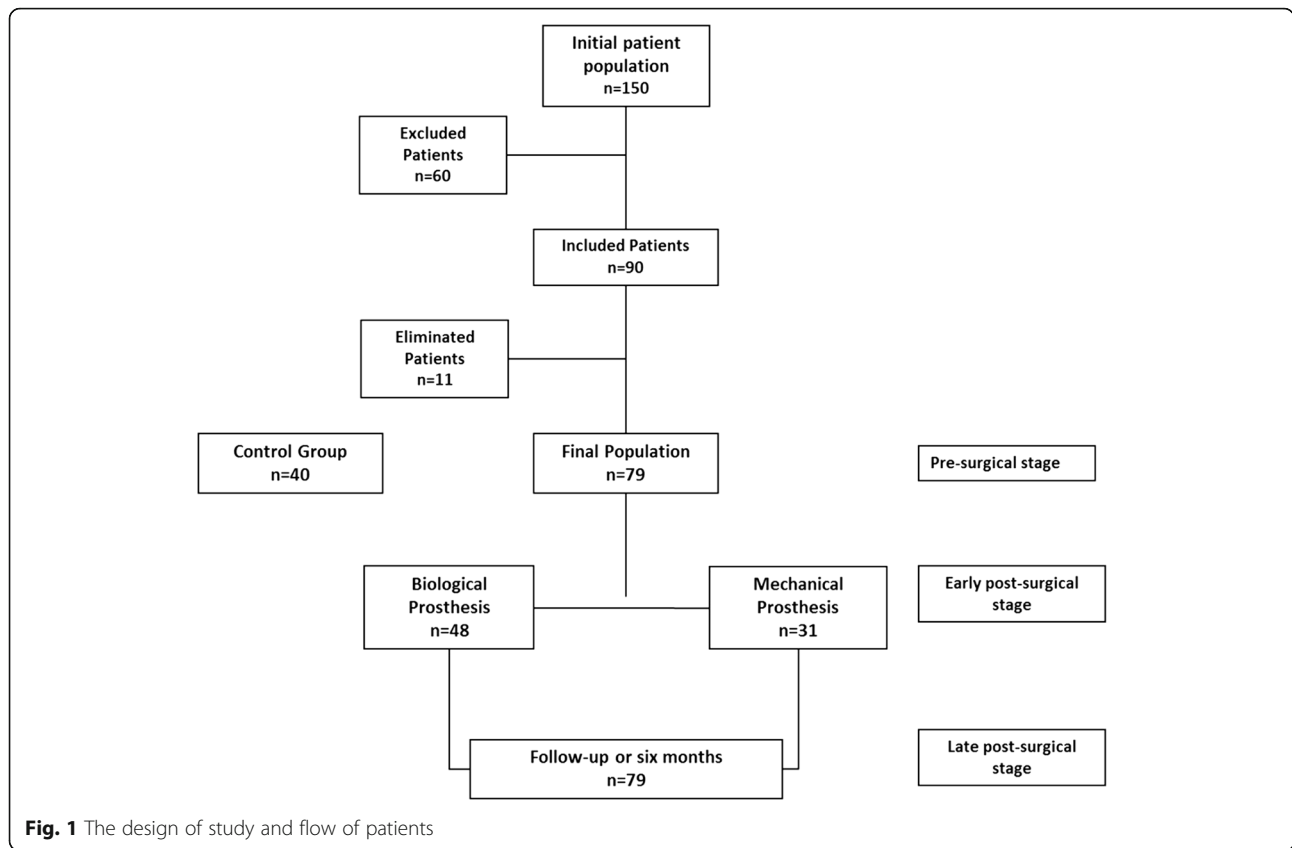 Initial patient
population
n=150
Excluded
Patients
n=60
Included Patients
n=90
Eliminated
Patients
n=11
Control Group
n=40
Final Population
n=79
Pre-surgical stage
Biological
Prosthesis
n=48
Mechanical
Prosthesis
n=31
Early post-surgical
stage
Follow-up or six months
n=79
Late post-surgical
stage
Fig. 1 The design of study and flow of patients